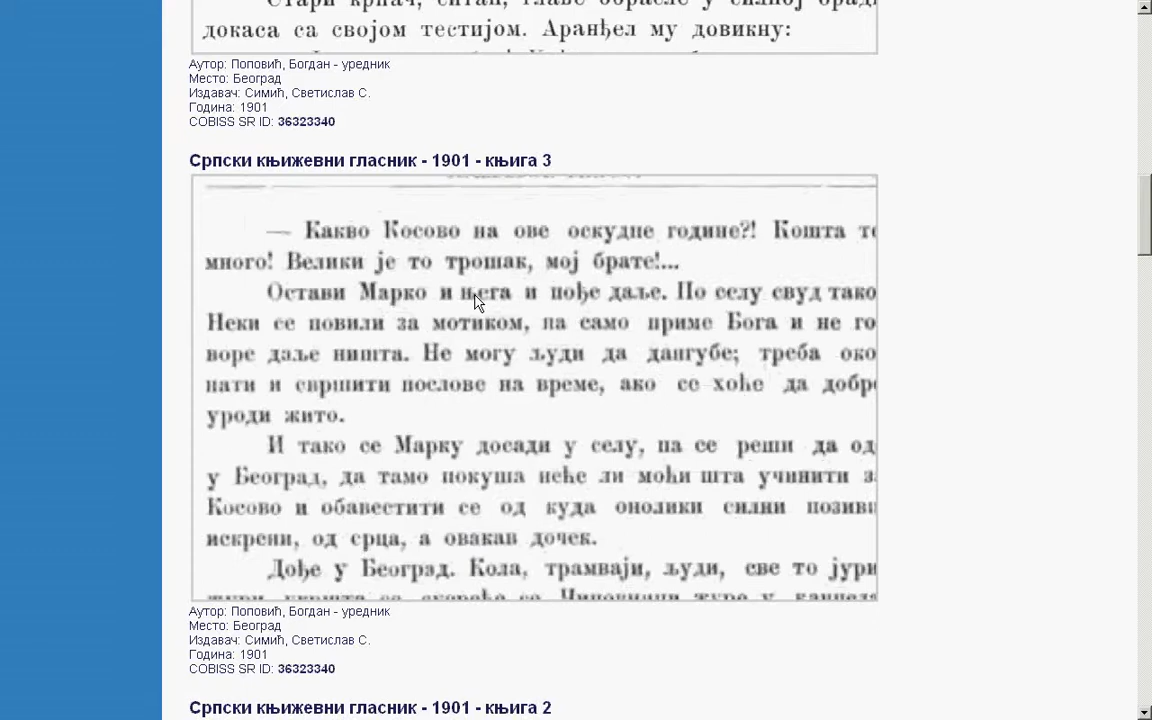 докаса са својом тестијом. Аранђел му довикну:
Аутор: Поповић, Богдан - уредник
Место: Београд
Издавач: Симић, Светислав С.
Година: 1901
COBISS SR ID: 36323340
Српски књижевни гласник - 1901 - књига 3
— Какво Косово на ове оскудне године?! Кошта
много! Велики је то трошак, мој брате!...
Остави Марко и њега и пође даље. По селу свуд тако
Неки се повили за мотиком, па само приме Бога и не го
воре даље ништа. Не могу људи да дангубе; треба око
пати и свршити послове на време, ако се хоће да добр
уроди жито.
И тако се Марку досади у селу, па се реши да од
у Београд, да тамо покуша неће ли моћи шта учинити з
Косово и обавестити се од куда онолики силни позиви
искрени, од срца, а овакав дочек.
Дође у Београд. Кола, трамваји, људи, све то јури
Аутор: Поповић, Богдан - уредник
Место: Београд
Издавач: Симић, Светислав С.
Година: 1901
COBISS SR ID: 36323340
Српски књижевни гласник - 1901 - књига 2